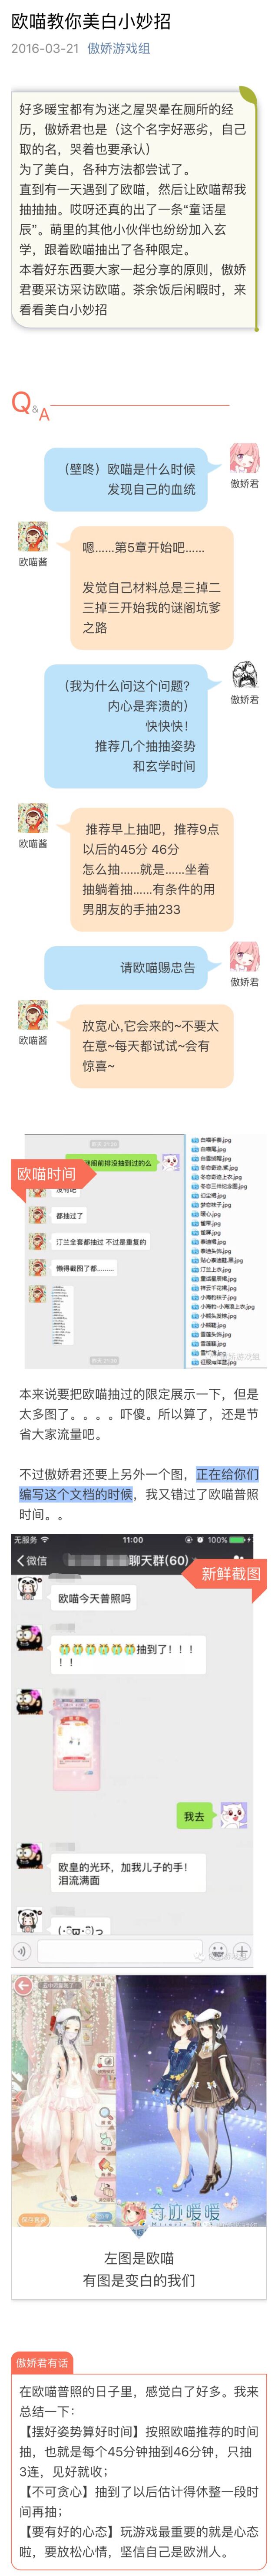 欧喵教你美白小妙招
2016-03-21 傲娇游戏组
好多暖宝都有为迷之屋哭晕在厕所的经
历，傲娇君也是（这个名字好恶劣，自己
取的名，哭着也要承认）
为了美白，各种方法都尝试了。
直到有一天遇到了欧喵，然后让欧喵帮我
抽抽抽。哎呀还真的出了一条“童话星
辰”。萌里的其他小伙伴也纷纷加入玄
学，跟着欧喵抽出了各种限定。
本着好东西要大家一起分享的原则，傲娇
君要采访采访欧喵。茶余饭后闲暇时，来
看看美白小妙招
Q&A
（壁咚）欧喵是什么时候
发现自己的血统
傲娇君
嗯……第5章开始吧……
发觉自己材料总是三掉二
三掉三开始我的谜阁坑爹
之路
欧喵酱
（我为什么问这个问题？
内心是奔溃的）
快快快！
推荐几个抽抽姿势
和玄学时间
傲娇君
推荐早上抽吧，推荐9点
以后的45分 46分
怎么抽……就是……坐着
抽躺着抽……有条件的用
男朋友的手抽233
欧喵酱
请欧喵赐忠告
傲娇君
放宽心,它会来的~不要太
在意~每天都试试~会有
惊喜~
欧喵酱
欧喵时间
谜阁前排没抽到过的么
没有吧
都抽过了
汀兰全套都抽过 不过是重复的
懒得截图了都........
本来说要把欧喵抽过的限定展示一下，但是
太多图了。。。。吓傻。所以算了，还是节
省大家流量吧。
不过傲娇君还要上另外一个图，正在给你们
编写这个文档的时候，我又错过了欧喵普照
时间。。
无服务 11:00 100%
微信 聊天群(60)
新鲜截图
欧喵今天普照吗
抽到了！！！
！！
我去
欧皇的光环，加我儿子的手！
泪流满面
奇迹暖暖
左图是欧喵
有图是变白的我们
傲娇君有话
在欧喵普照的日子里，感觉白了好多。我来
总结一下：
【摆好姿势算好时间】按照欧喵推荐的时间
抽，也就是每个45分钟抽到46分钟，只抽
3连，见好就收；
【不可贪心】抽到了以后估计得休整一段时
间再抽；
【要有好的心态】玩游戏最重要的就是心态
啦，要放松心情，坚信自己是欧洲人。